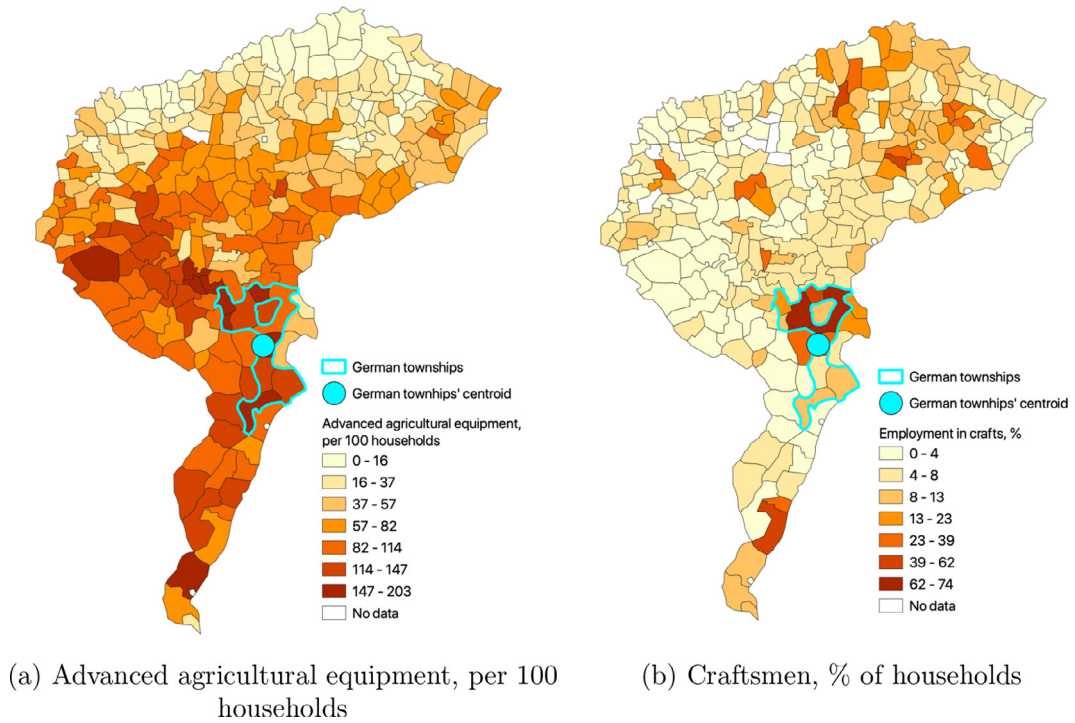 German townships
German townhips' centroid
Advanced agricultural equipment,
per 100 households
0 - 16
16 - 37
37 - 57
57 - 82
82 - 114
114 - 147
147 - 203
No data
German townships
German townhips' centroid
Employment in crafts, %
0 - 4
4 - 8
8 - 13
13 - 23
23 - 39
39 - 62
62 - 74
No data
(a) Advanced agricultural equipment, per 100
households
(b) Craftsmen, % of households